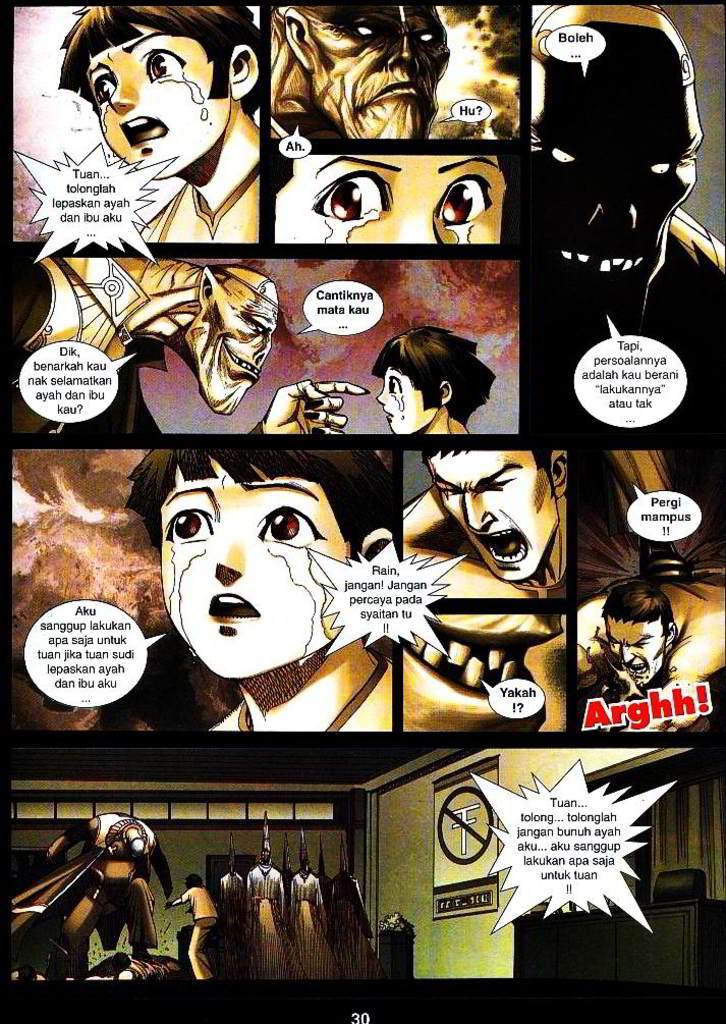 Tuan...
tolonglah
lepaskan ayah
dan ibu aku
...
Hu?
Ah.
Boleh
...
Tapi,
persoalannya
adalah kau berani
“lakukannya”
atau tak
...
Cantiknya
mata kau
...
Dik,
benarkah kau
nak selamatkan
ayah dan ibu
kau?
Aku
sanggup lakukan
apa saja untuk
tuan jika tuan sudi
lepaskan ayah
dan ibu aku
...
Rain,
jangan! Jangan
percaya pada
syaitan tu
!!
Yakah
!?
Pergi
mampus
!!
Arghh!
Tuan...
tolong... tolonglah
jangan bunuh ayah
aku... aku sanggup
lakukan apa saja
untuk tuan
!!
30